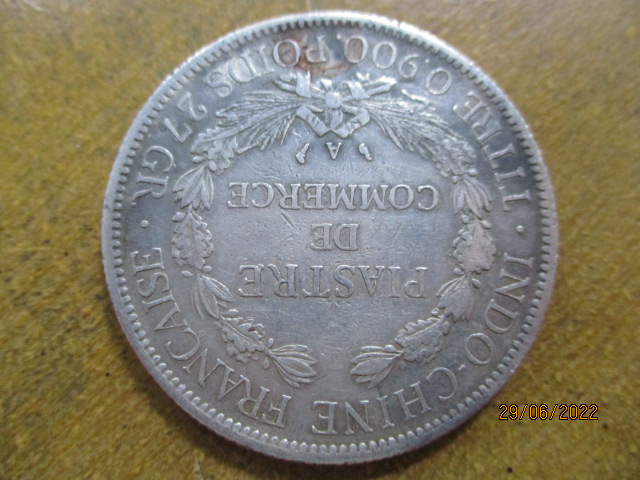 INDO-CHINE FRANÇAISE
PIASTRE
DE
COMMERCE
A
TITRE 0,900. POIDS 27 GR.
29/06/2022